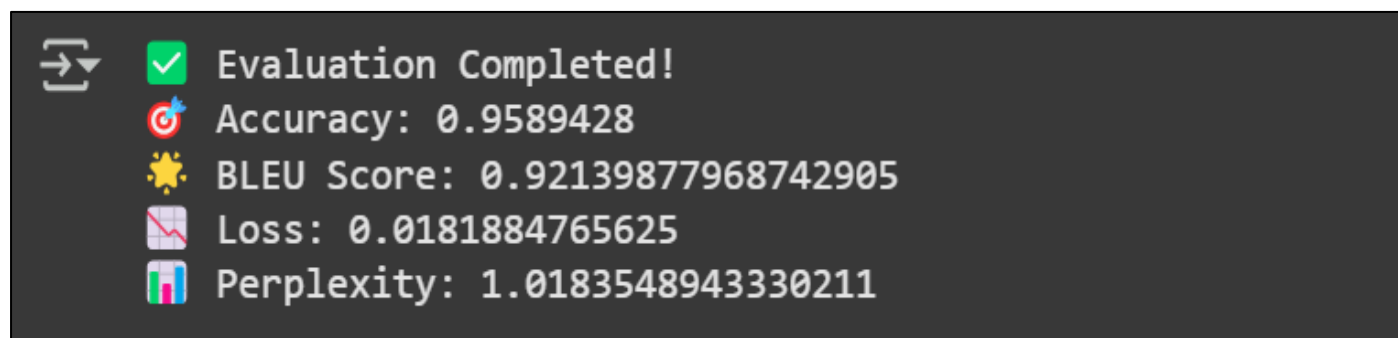 ✅ Evaluation Completed!
🎯 Accuracy: 0.9589428
🌟 BLEU Score: 0.92139877968742905
📉 Loss: 0.0181884765625
📊 Perplexity: 1.0183548943330211